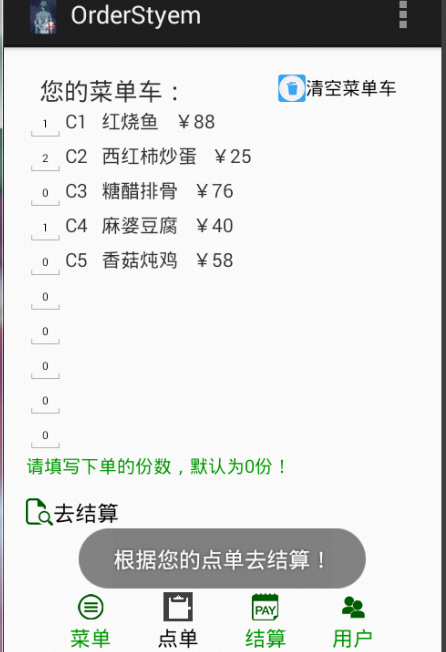 OrderStyem
您的菜单车：
清空菜单车
1 C1 红烧鱼 ￥88
2 C2 西红柿炒蛋 ￥25
0 C3 糖醋排骨 ￥76
1 C4 麻婆豆腐 ￥40
0 C5 香菇炖鸡 ￥58
0
0
0
0
0
请填写下单的份数，默认为0份！
去结算
根据您的点单去结算！
PAY
菜单 点单 结算 用户